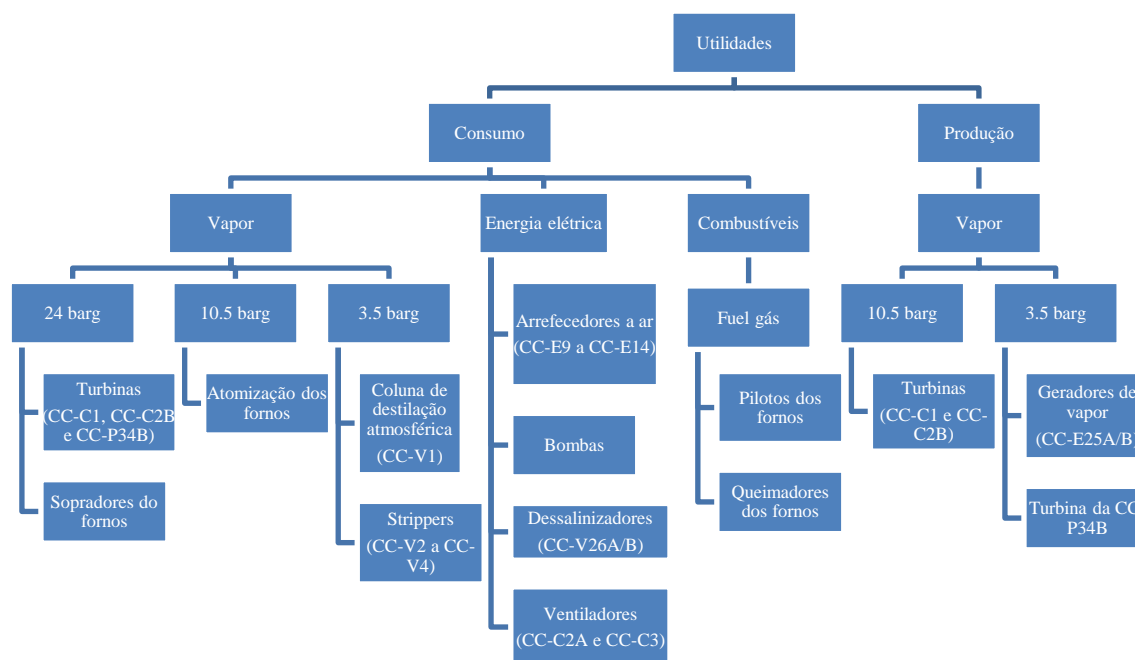 Utilidades
Consumo
Produção
Vapor
Energia elétrica
Combustíveis
Vapor
24 barg
10.5 barg
3.5 barg
Fuel gás
10.5 barg
3.5 barg
Turbinas
(CC-C1, CC-C2B
e CC-P34B)
Sopradores do
fornos
Atomização dos
fornos
Coluna de
destilação
atmosférica
(CC-V1)
Strippers
(CC-V2 a CC-
V4)
Arrefecedores a ar
(CC-E9 a CC-E14)
Bombas
Dessalinizadores
(CC-V26A/B)
Ventiladores
(CC-C2A e CC-C3)
Pilotos dos
fornos
Queimadores
dos fornos
Turbinas
(CC-C1 e CC-
C2B)
Geradores de
vapor
(CC-E25A/B)
Turbina da CC-
P34B